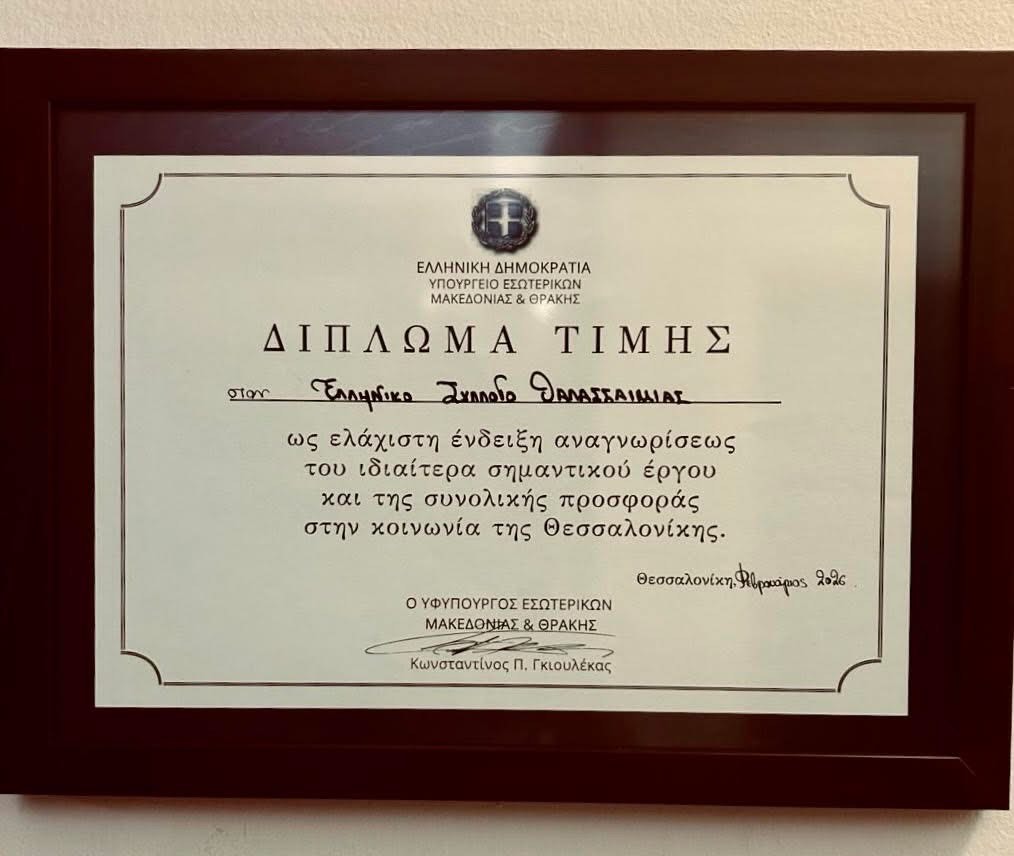 ΕΛΛΗΝΙΚΗ ΔΗΜΟΚΡΑΤΙΑ
ΥΠΟΥΡΓΕΙΟ ΕΣΩΤΕΡΙΚΩΝ
ΜΑΚΕΔΟΝΙΑΣ & ΘΡΑΚΗΣ
ΔΙΠΛΩΜΑ ΤΙΜΗΣ
στον Ελληνικό Σύλλογο Θαλασσαιμίας
ως ελάχιστη ένδειξη αναγνωρίσεως
του ιδιαίτερα σημαντικού έργου
και της συνολικής προσφοράς
στην κοινωνία της Θεσσαλονίκης.
Θεσσαλονίκη, Φεβρουάριος 2026
Ο ΥΦΥΠΟΥΡΓΟΣ ΕΣΩΤΕΡΙΚΩΝ
ΜΑΚΕΔΟΝΙΑΣ & ΘΡΑΚΗΣ
Κωνσταντίνος Π. Γκιουλέκας